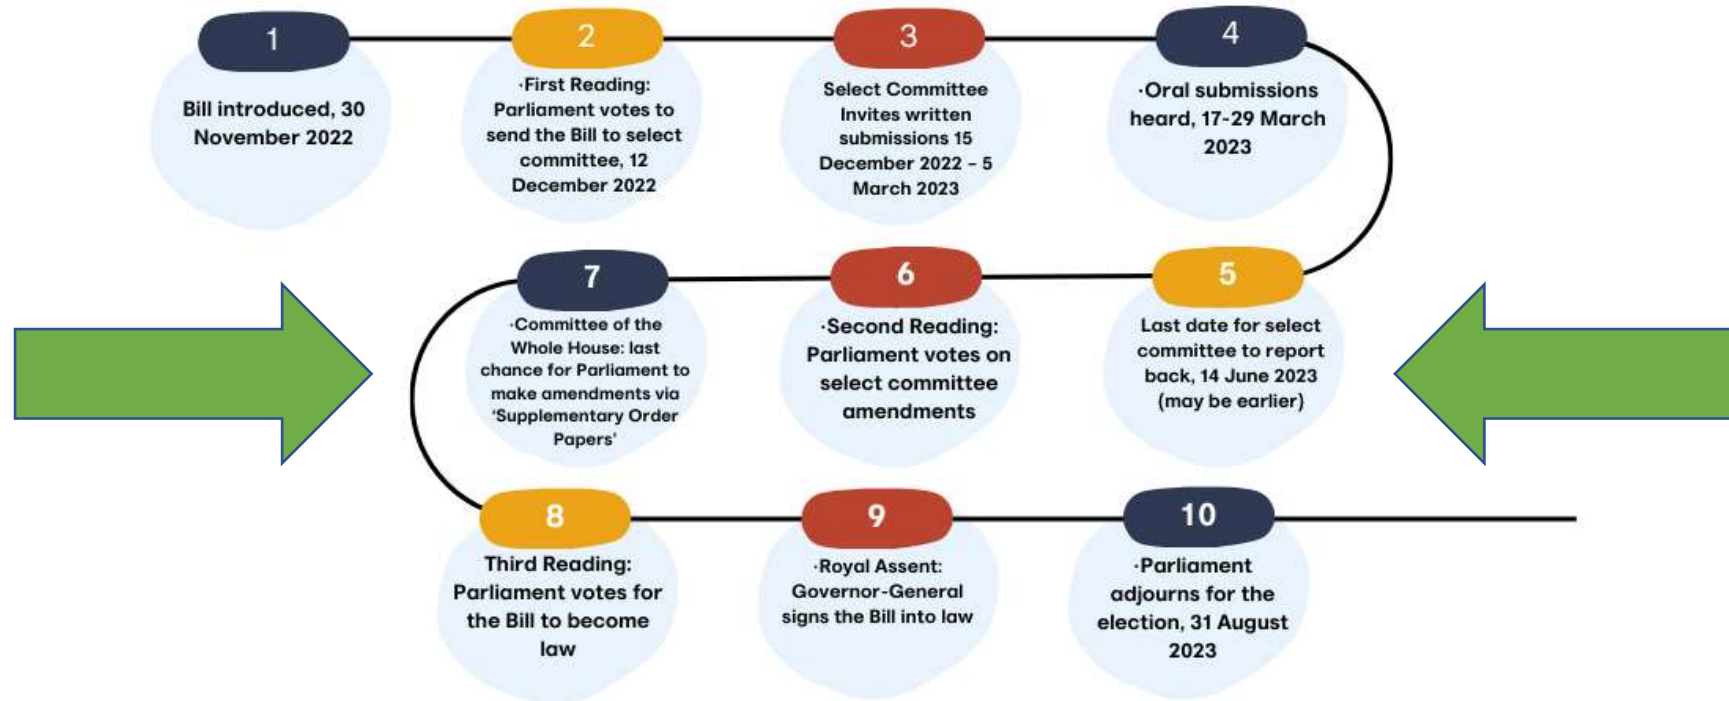 1
Bill introduced, 30
November 2022
2
·First Reading:
Parliament votes to
send the Bill to select
committee, 12
December 2022
3
Select Committee
Invites written
submissions 15
December 2022 – 5
March 2023
4
·Oral submissions
heard, 17-29 March
2023
5
Last date for select
committee to report
back, 14 June 2023
(may be earlier)
6
·Second Reading:
Parliament votes on
select committee
amendments
7
·Committee of the
Whole House: last
chance for Parliament to
make amendments via
‘Supplementary Order
Papers’
8
Third Reading:
Parliament votes for
the Bill to become
law
9
·Royal Assent:
Governor-General
signs the Bill into law
10
·Parliament
adjourns for the
election, 31 August
2023